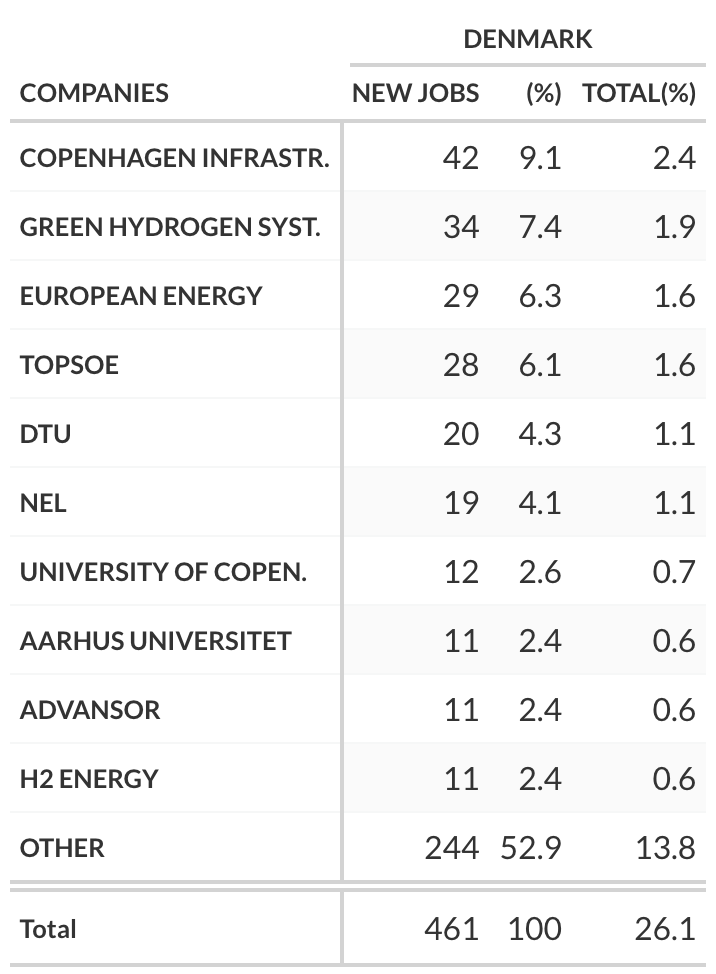 DENMARK
COMPANIES NEW JOBS (%) TOTAL(%)
COPENHAGEN INFRASTR. 42 9.1 2.4
GREEN HYDROGEN SYST. 34 7.4 1.9
EUROPEAN ENERGY 29 6.3 1.6
TOPSOE 28 6.1 1.6
DTU 20 4.3 1.1
NEL 19 4.1 1.1
UNIVERSITY OF COPEN. 12 2.6 0.7
AARHUS UNIVERSITET 11 2.4 0.6
ADVANSOR 11 2.4 0.6
H2 ENERGY 11 2.4 0.6
OTHER 244 52.9 13.8
Total 461 100 26.1